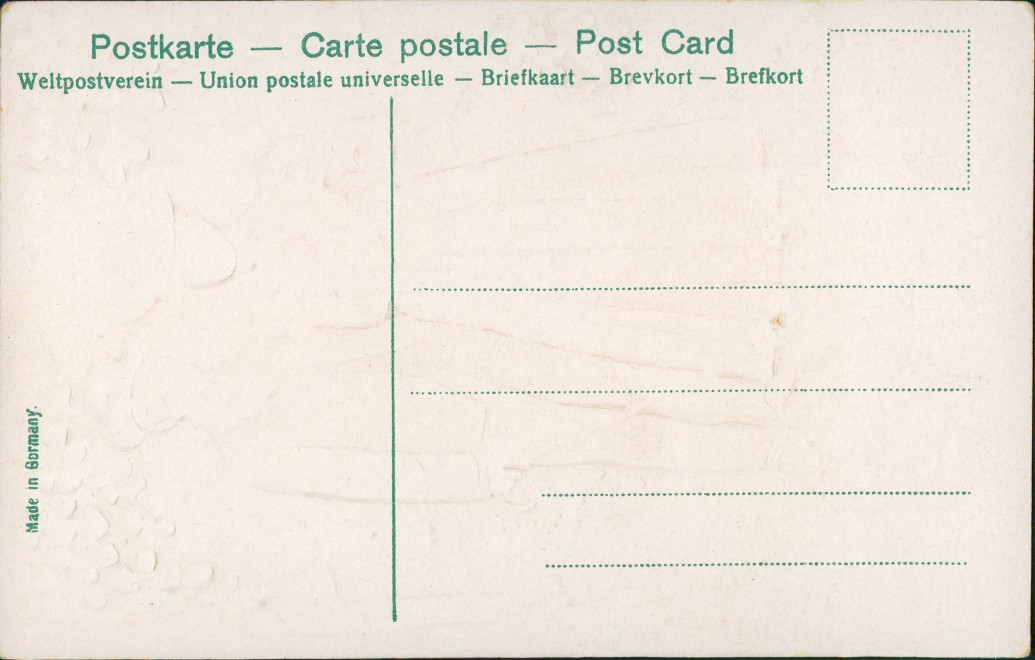 Postkarte — Carte postale — Post Card
Weltpostverein — Union postale universelle — Briefkaart — Brevkort — Brefkort
Made in Germany.